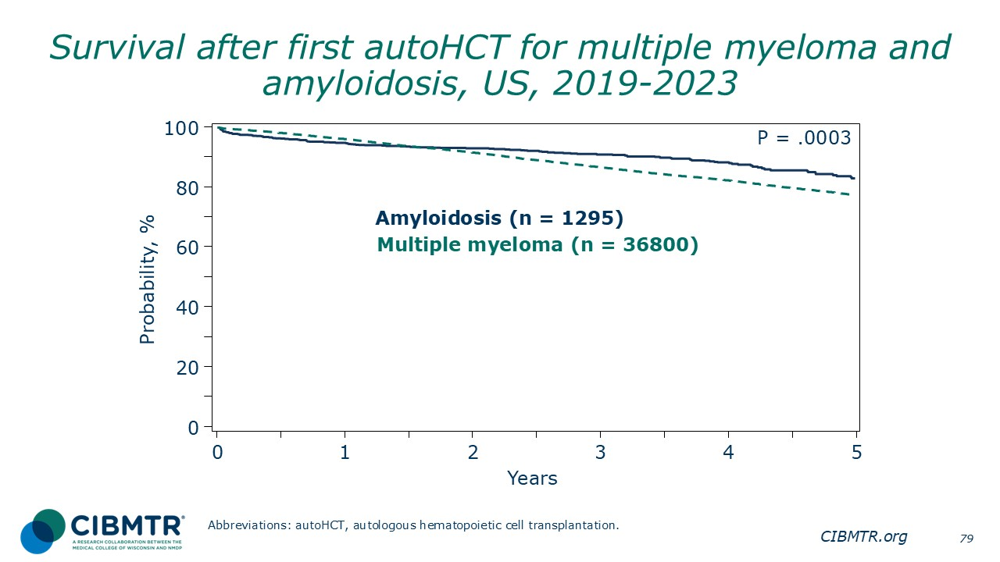 Survival after first autoHCT for multiple myeloma and
amyloidosis, US, 2019-2023
P = .0003
100
80
60
40
20
0
Probability, %
Amyloidosis (n = 1295)
Multiple myeloma (n = 36800)
0 1 2 3 4 5
Years
CIBMTR®
A RESEARCH COLLABORATION BETWEEN THE
MEDICAL COLLEGE OF WISCONSIN AND NMDP
Abbreviations: autoHCT, autologous hematopoietic cell transplantation.
CIBMTR.org
79